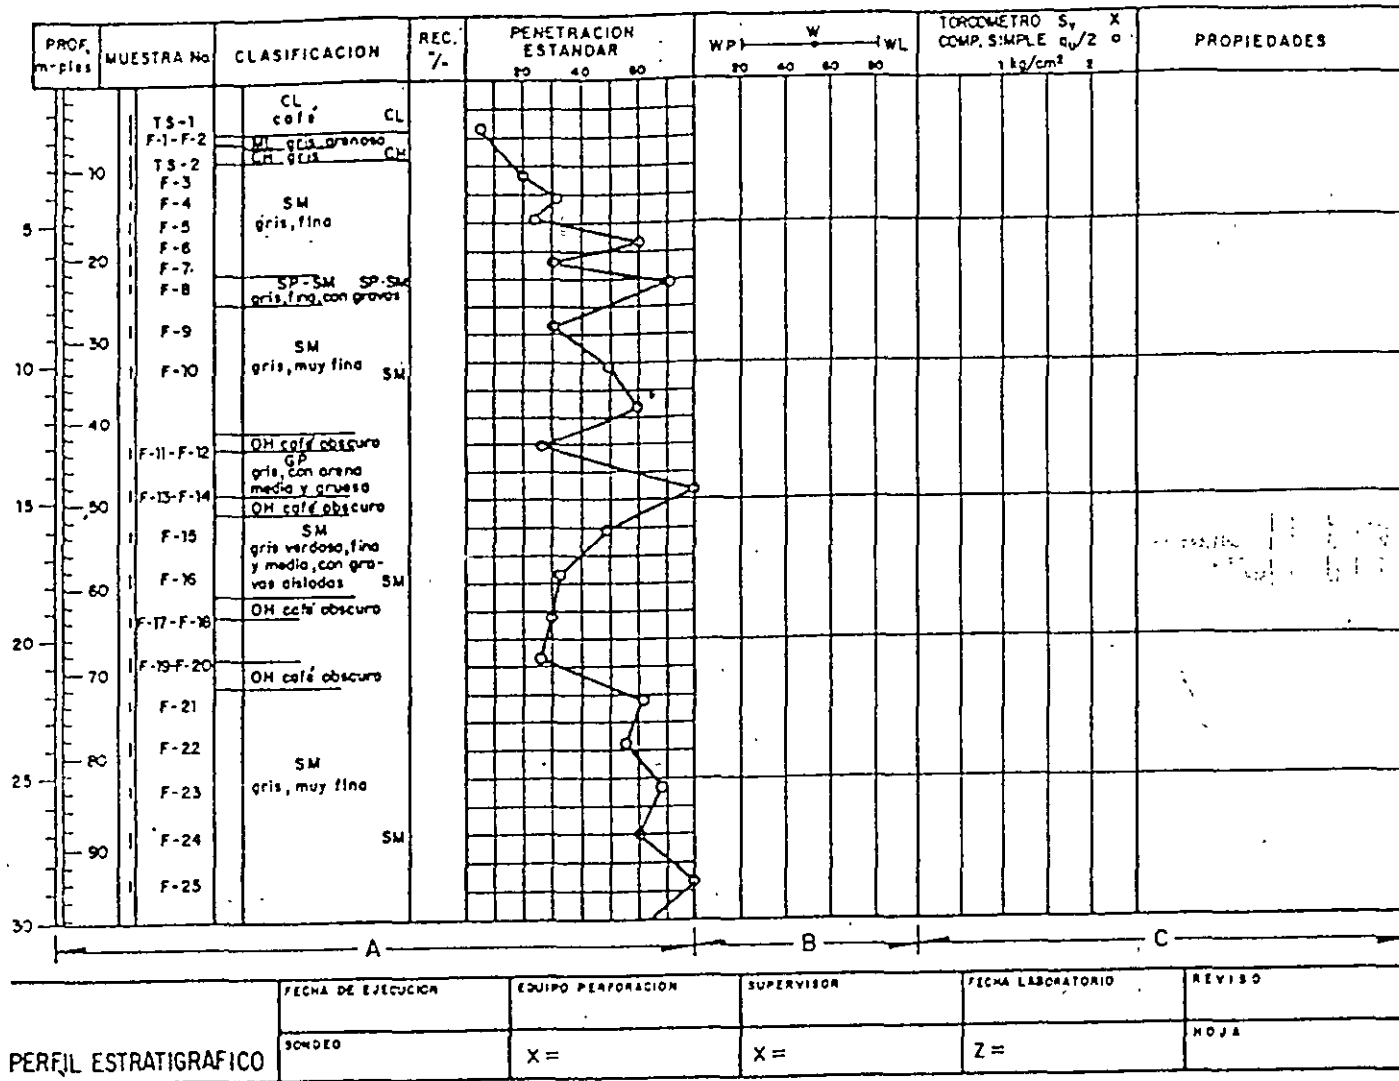 PROF. m-pies
MUESTRA No
CLASIFICACION
REC. %
PENETRACION ESTANDAR
20 40 60
WP W WL
20 40 60 80
TORCOMETRO Sv X
COMP. SIMPLE qu/2 o
1 kg/cm² 2
PROPIEDADES
TS-1
CL café CL
F-1-F-2
ML gris arenoso
CH gris CH
TS-2
10
F-3
F-4
SM
gris, fina
5
F-5
F-6
20
F-7
SP-SM SP-SM
F-8
gris, fina, con gravas
F-9
30
SM
gris, muy fina SM
10
F-10
40
OH café obscuro
F-11-F-12
GP
gris, con arena
media y gruesa
F-13-F-14
15
50
OH café obscuro
F-15
SM
gris verdoso, fina
y media, con gra-
vas aisladas SM
F-16
60
OH café obscuro
F-17-F-18
20
F-19-F-20
70
OH café obscuro
F-21
F-22
80
SM
gris, muy fina
25
F-23
F-24 SM
90
F-25
30
A B C
FECHA DE EJECUCION
EQUIPO PERFORACION
SUPERVISOR
FECHA LABORATORIO
REVISO
PERFIL ESTRATIGRAFICO
SONDEO
X =
X =
Z =
HOJA